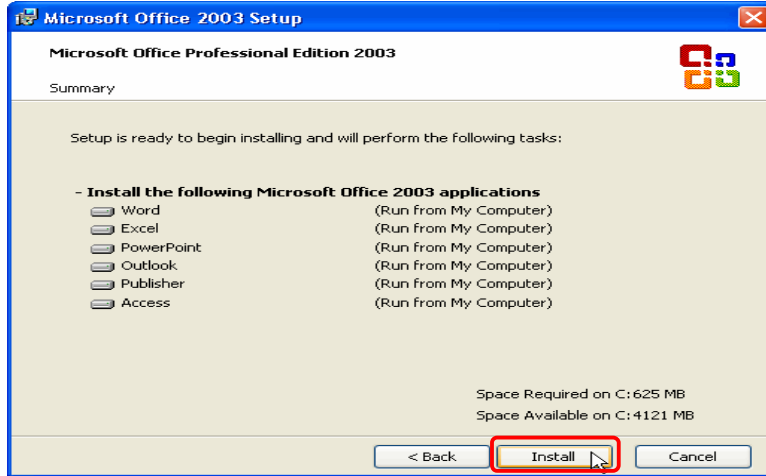 Microsoft Office 2003 Setup
Microsoft Office Professional Edition 2003
Summary
Setup is ready to begin installing and will perform the following tasks:
- Install the following Microsoft Office 2003 applications
Word (Run from My Computer)
Excel (Run from My Computer)
PowerPoint (Run from My Computer)
Outlook (Run from My Computer)
Publisher (Run from My Computer)
Access (Run from My Computer)
Space Required on C: 625 MB
Space Available on C: 4121 MB
< Back Install Cancel